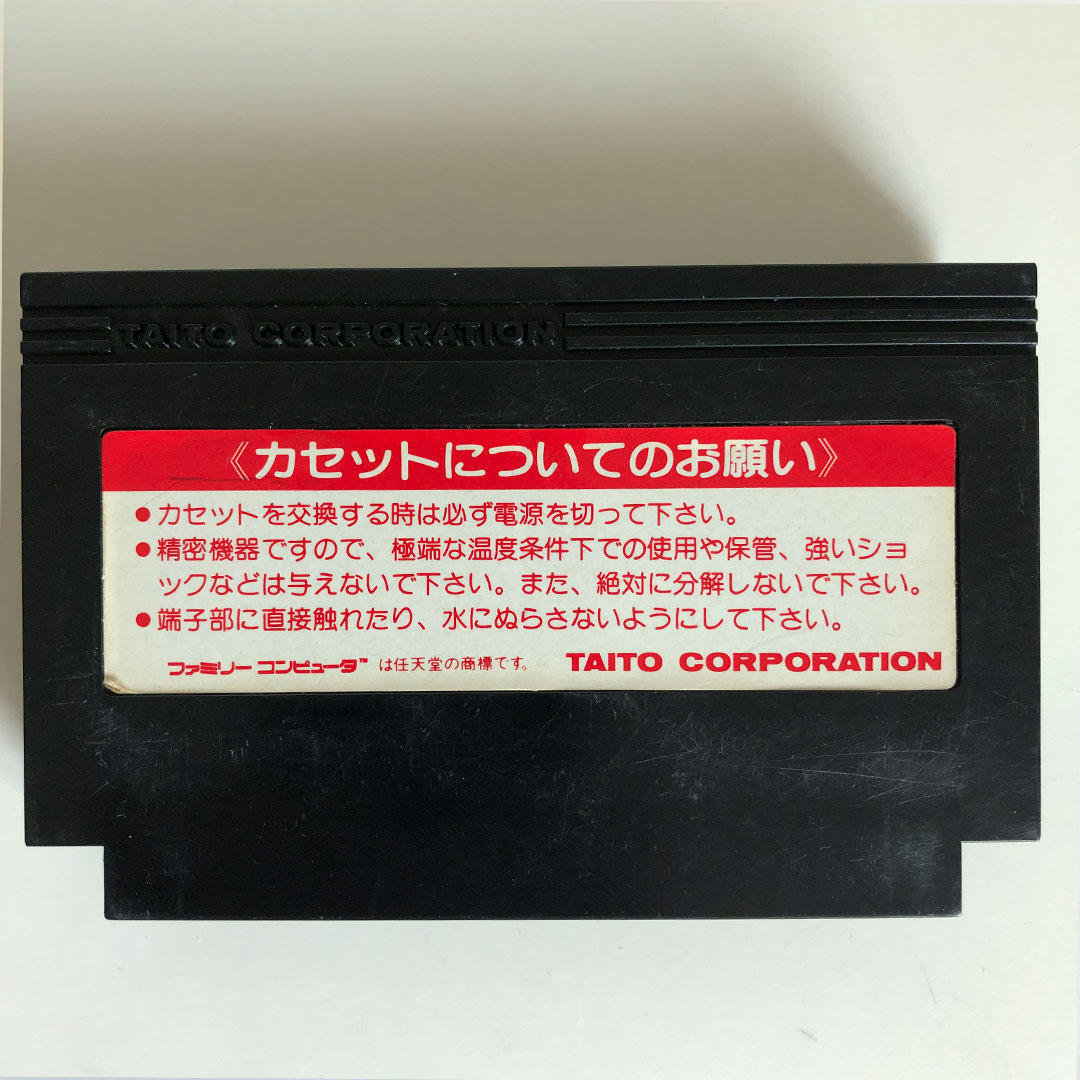 TAITO CORPORATION
《カセットについてのお願い》
●カセットを交換する時は必ず電源を切って下さい。
●精密機器ですので、極端な温度条件下での使用や保管、強いショ
ックなどは与えないで下さい。また、絶対に分解しないで下さい。
●端子部に直接触れたり、水にぬらさないようにして下さい。
ファミリーコンピュータ™ は任天堂の商標です。 TAITO CORPORATION